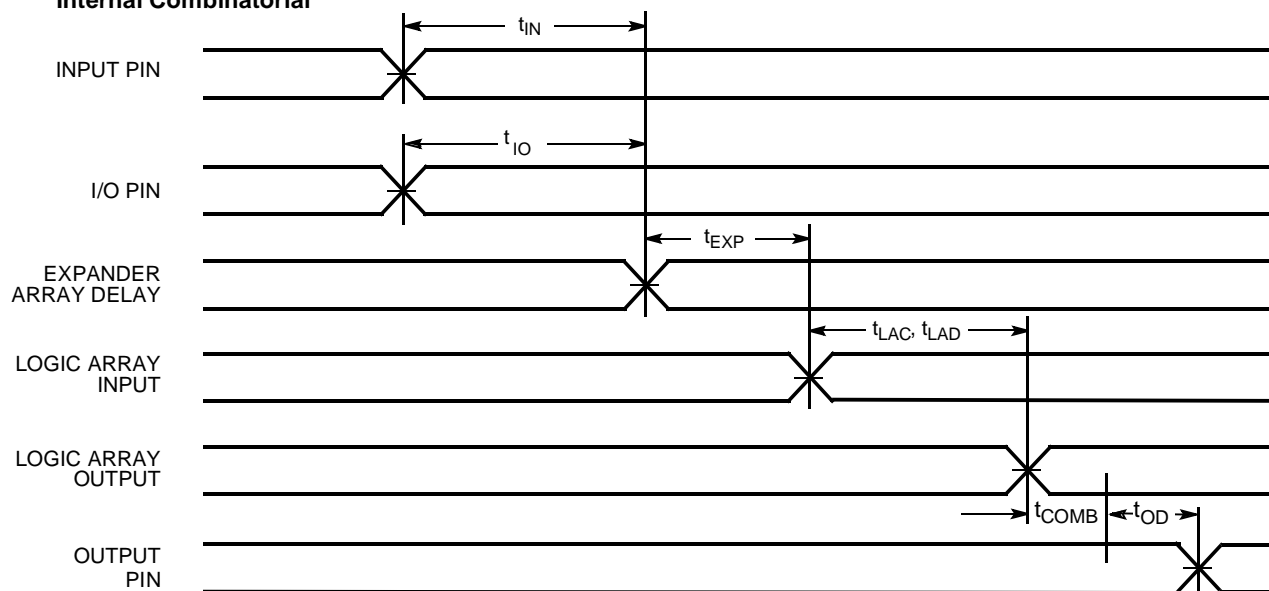 Internal Combinatorial
tIN
INPUT PIN
tIO
I/O PIN
tEXP
EXPANDER
ARRAY DELAY
tLAC, tLAD
LOGIC ARRAY
INPUT
LOGIC ARRAY
OUTPUT
tCOMB
tOD
OUTPUT
PIN